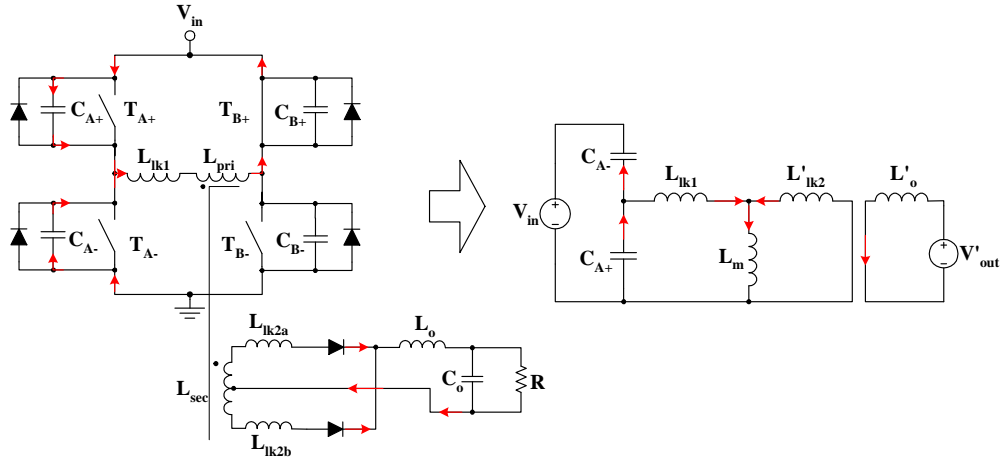 V_in
C_A+
T_A+
T_B+
C_B+
L_lk1
L_pri
C_A-
T_A-
T_B-
C_B-
L_lk2a
L_o
L_sec
C_o
R
L_lk2b
C_A-
L_lk1
L'_lk2
L'_o
V_in
C_A+
L_m
V'_out